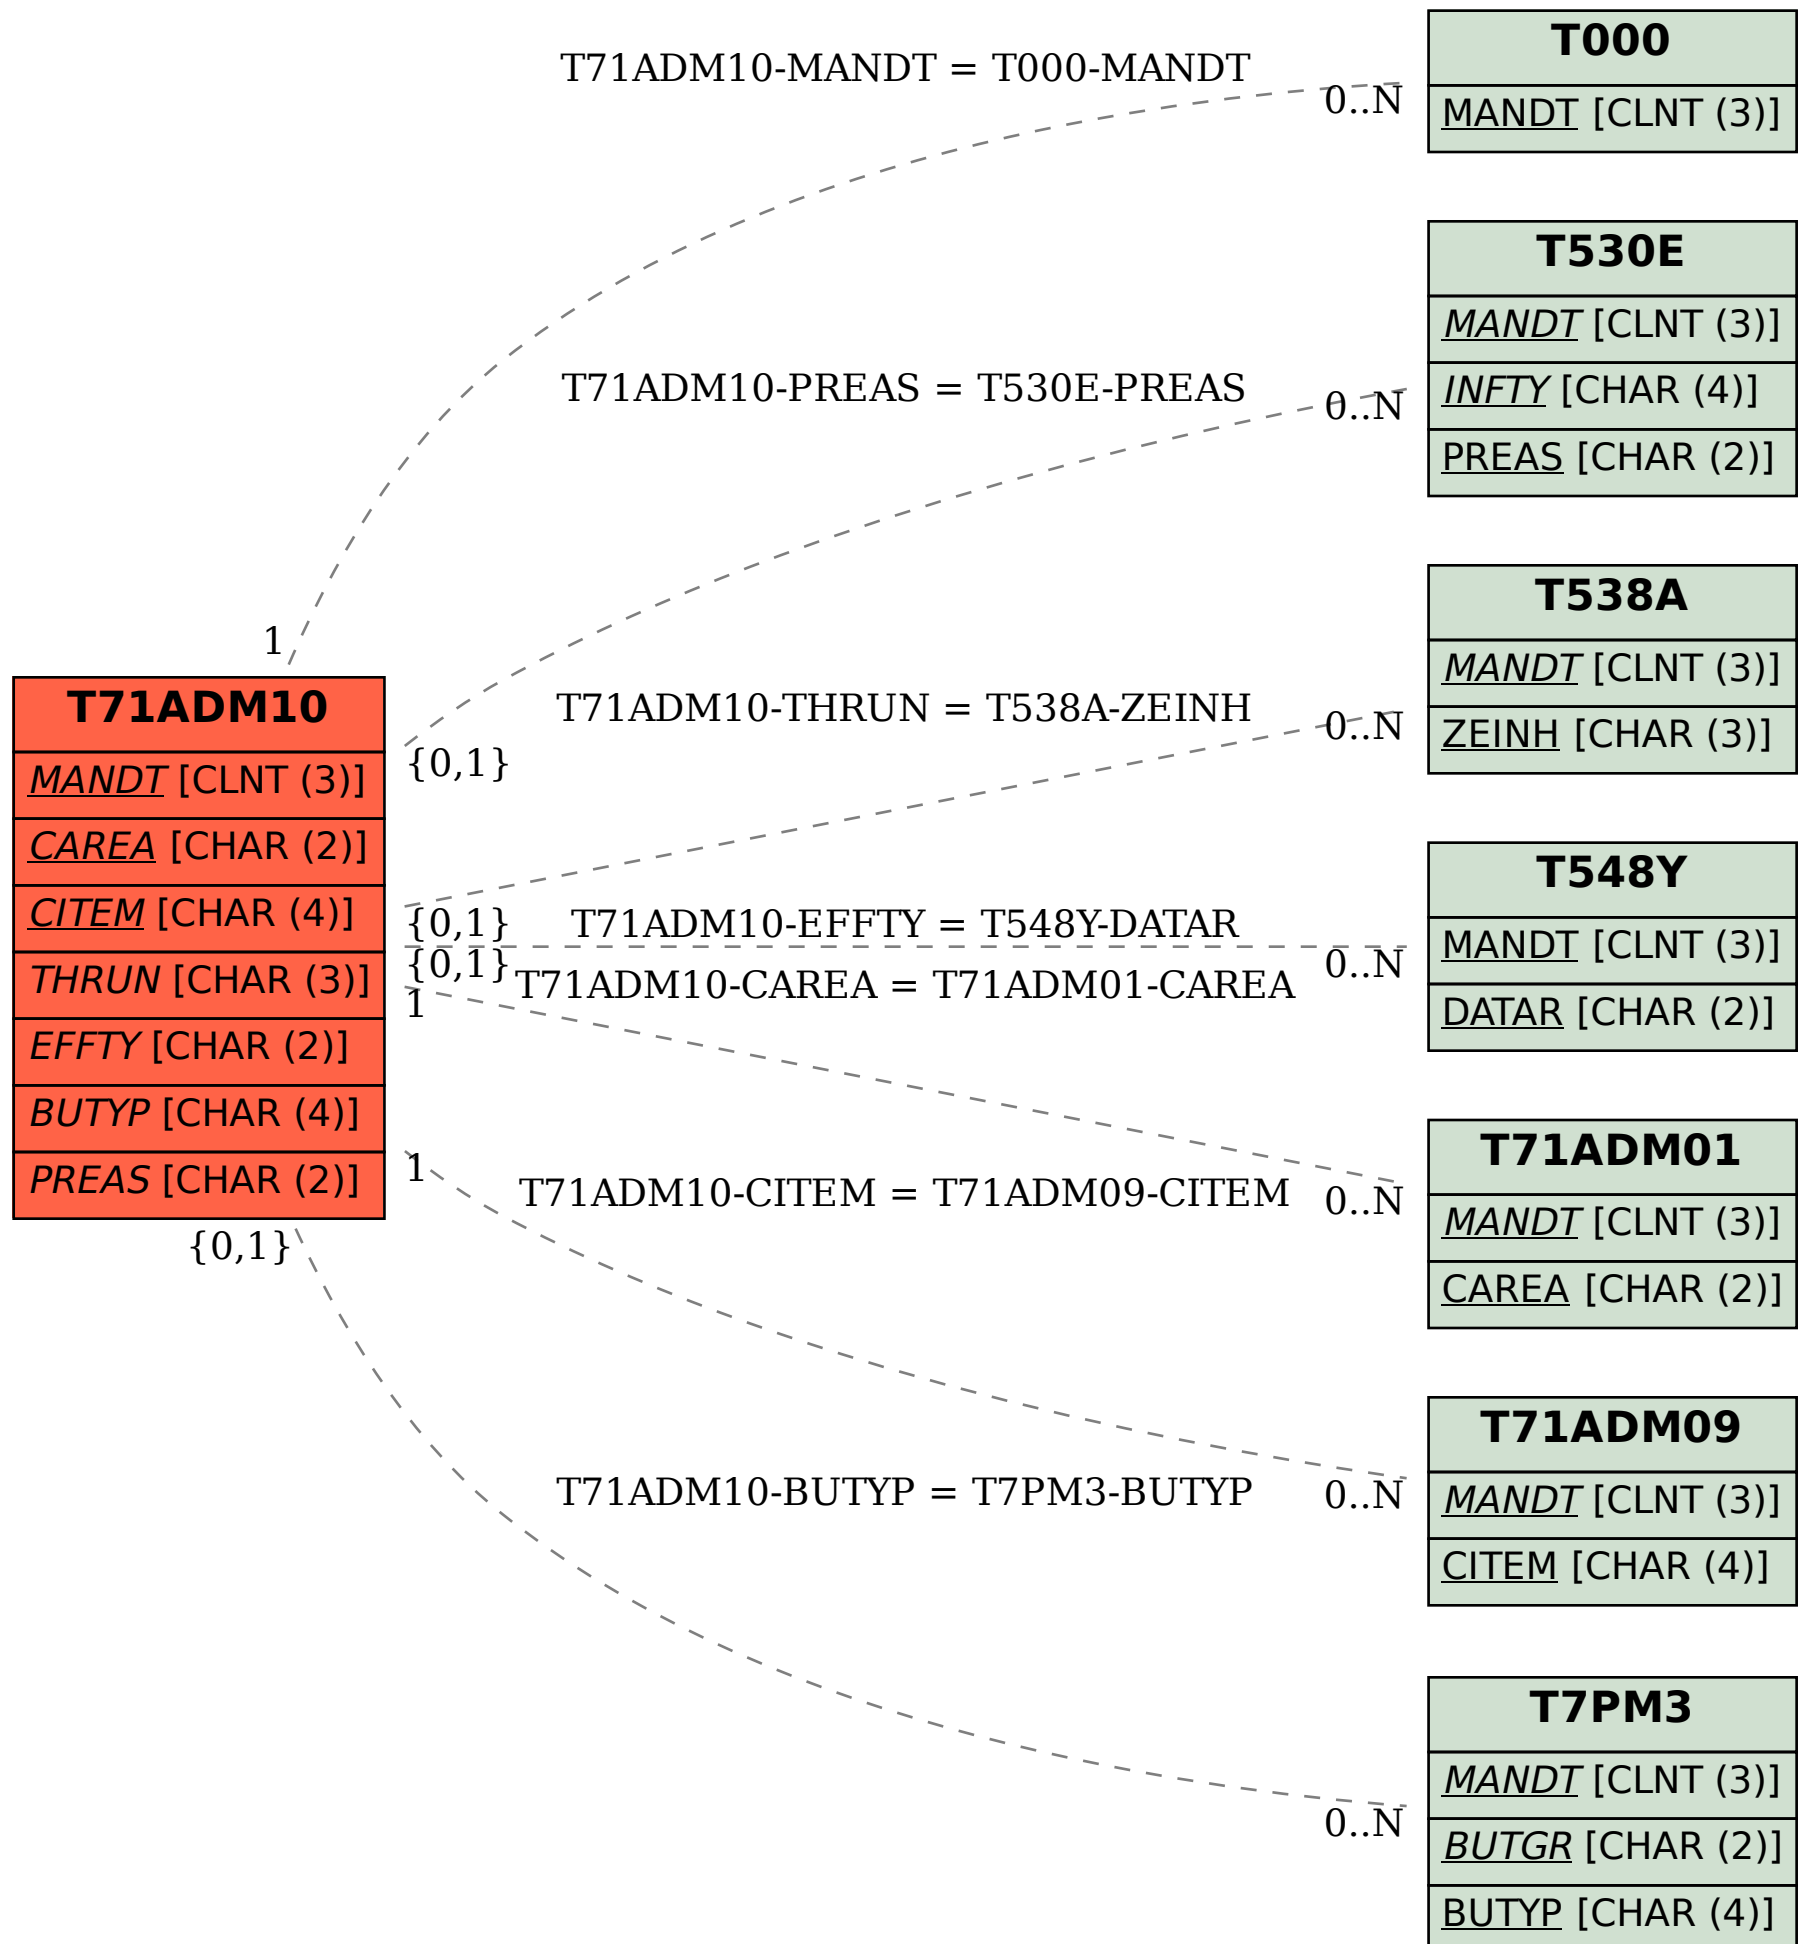 T71ADM10-MANDT = T000-MANDT
0..N
1
T71ADM10-PREAS = T530E-PREAS
0..N
{0,1}
T71ADM10-THRUN = T538A-ZEINH
0..N
{0,1}
T71ADM10-EFFTY = T548Y-DATAR
0..N
{0,1}
T71ADM10-CAREA = T71ADM01-CAREA
0..N
1
T71ADM10-CITEM = T71ADM09-CITEM
0..N
1
T71ADM10-BUTYP = T7PM3-BUTYP
0..N
{0,1}
T71ADM10
MANDT [CLNT (3)]
CAREA [CHAR (2)]
CITEM [CHAR (4)]
THRUN [CHAR (3)]
EFFTY [CHAR (2)]
BUTYP [CHAR (4)]
PREAS [CHAR (2)]
T000
MANDT [CLNT (3)]
T530E
MANDT [CLNT (3)]
INFTY [CHAR (4)]
PREAS [CHAR (2)]
T538A
MANDT [CLNT (3)]
ZEINH [CHAR (3)]
T548Y
MANDT [CLNT (3)]
DATAR [CHAR (2)]
T71ADM01
MANDT [CLNT (3)]
CAREA [CHAR (2)]
T71ADM09
MANDT [CLNT (3)]
CITEM [CHAR (4)]
T7PM3
MANDT [CLNT (3)]
BUTGR [CHAR (2)]
BUTYP [CHAR (4)]